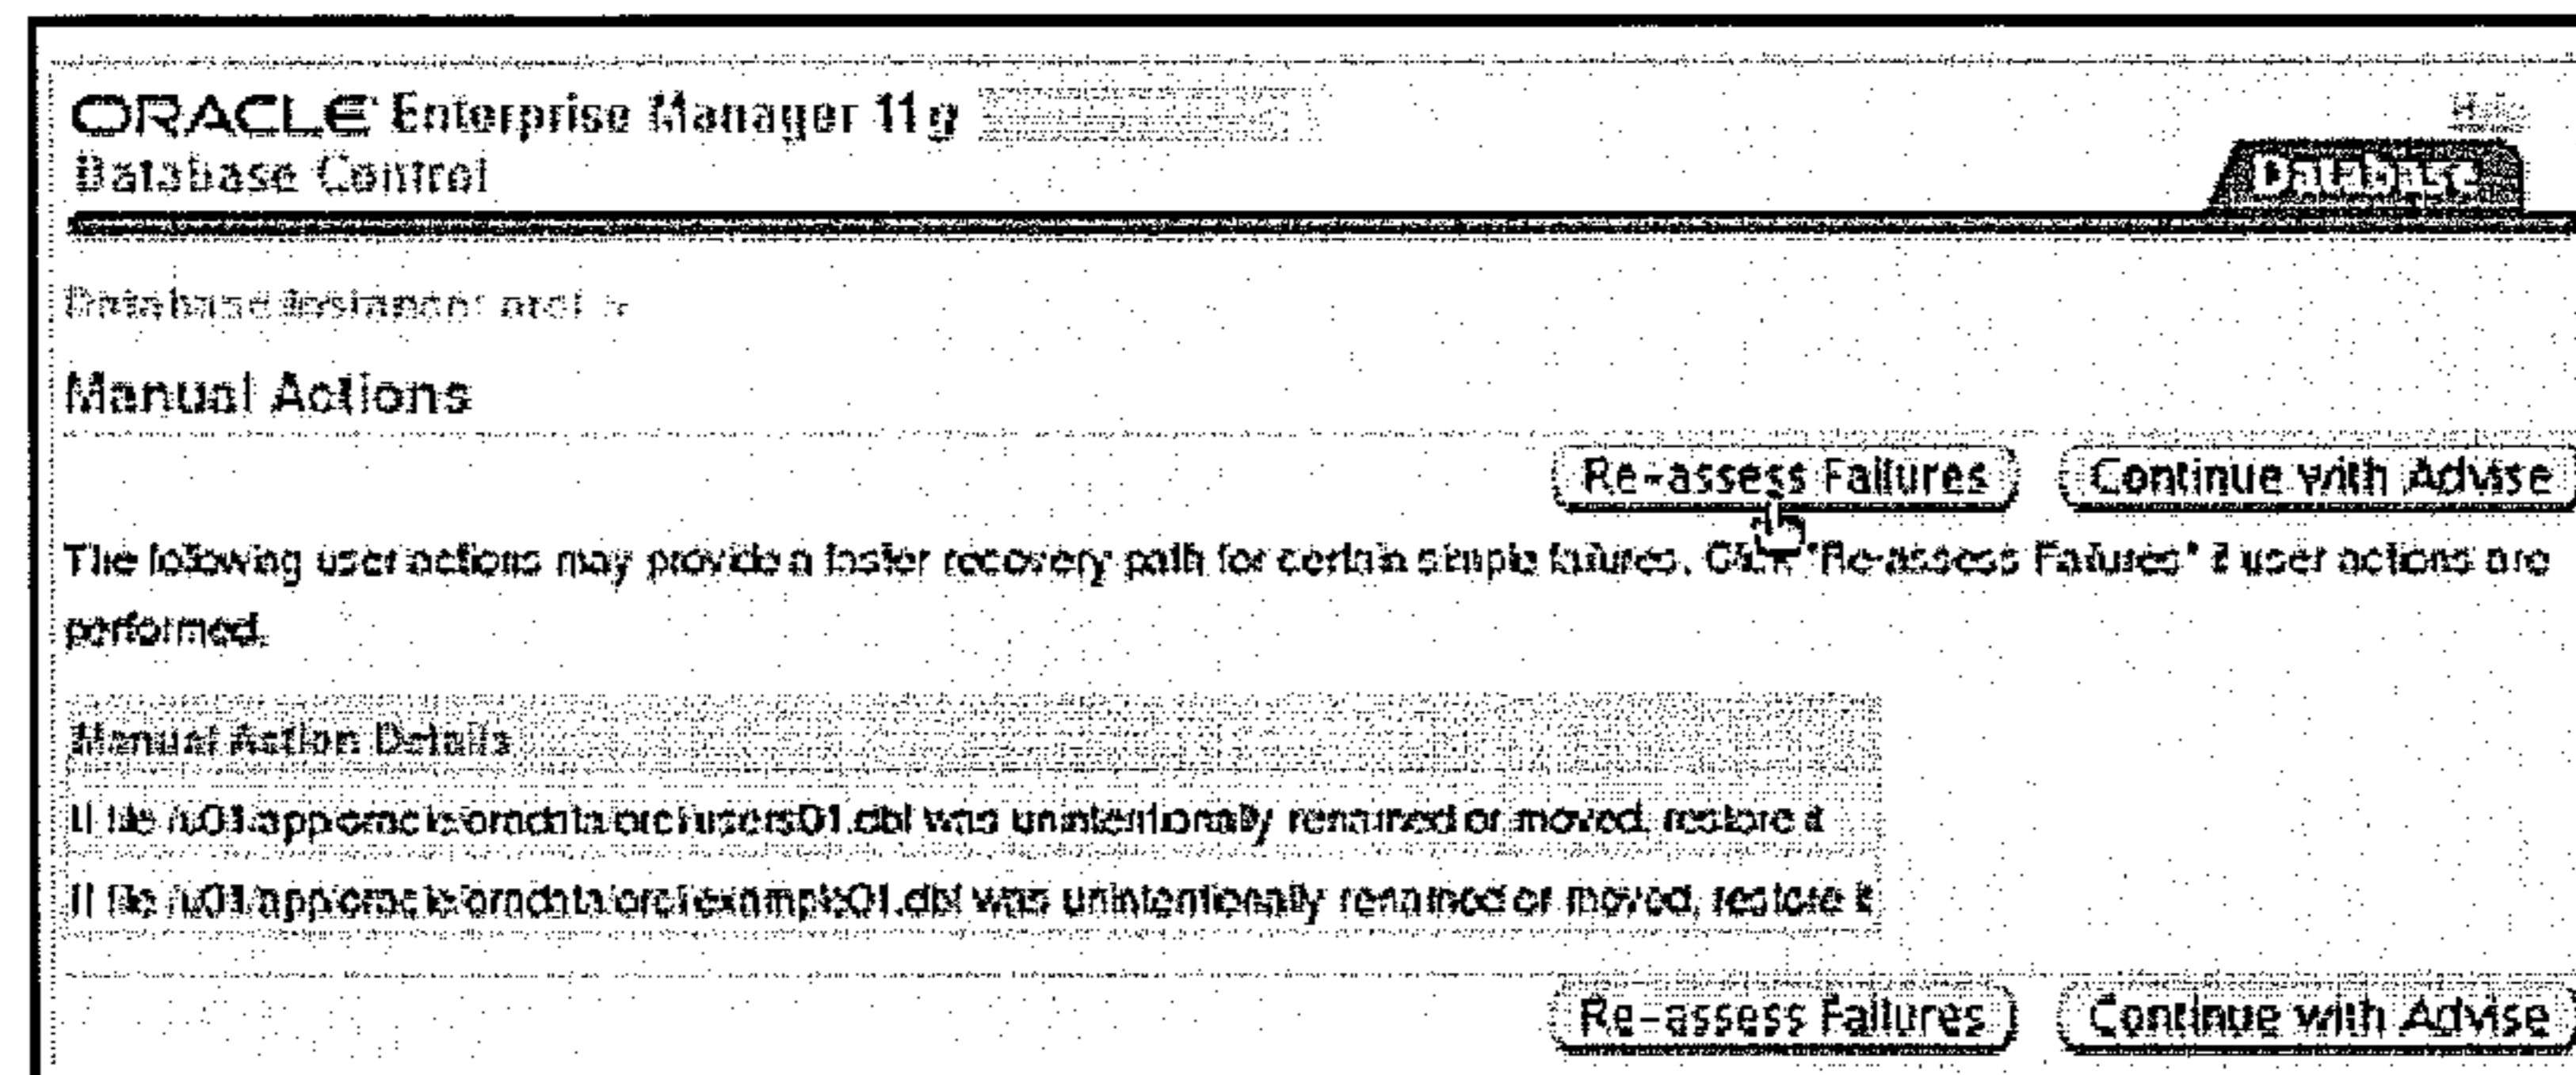 ORACLE Enterprise Manager 11g
Database Control
Help
Database
Database Instance: orcl >
Manual Actions
Re-assess Failures Continue with Advise
The following user actions may provide a faster recovery path for certain simple failures. Click "Re-assess Failures" if user actions are
performed.
Manual Action Details
If file /u01/app/oracle/oradata/orcl/users01.dbf was unintentionally renamed or moved, restore it
If file /u01/app/oracle/oradata/orcl/example01.dbf was unintentionally renamed or moved, restore it
Re-assess Failures Continue with Advise